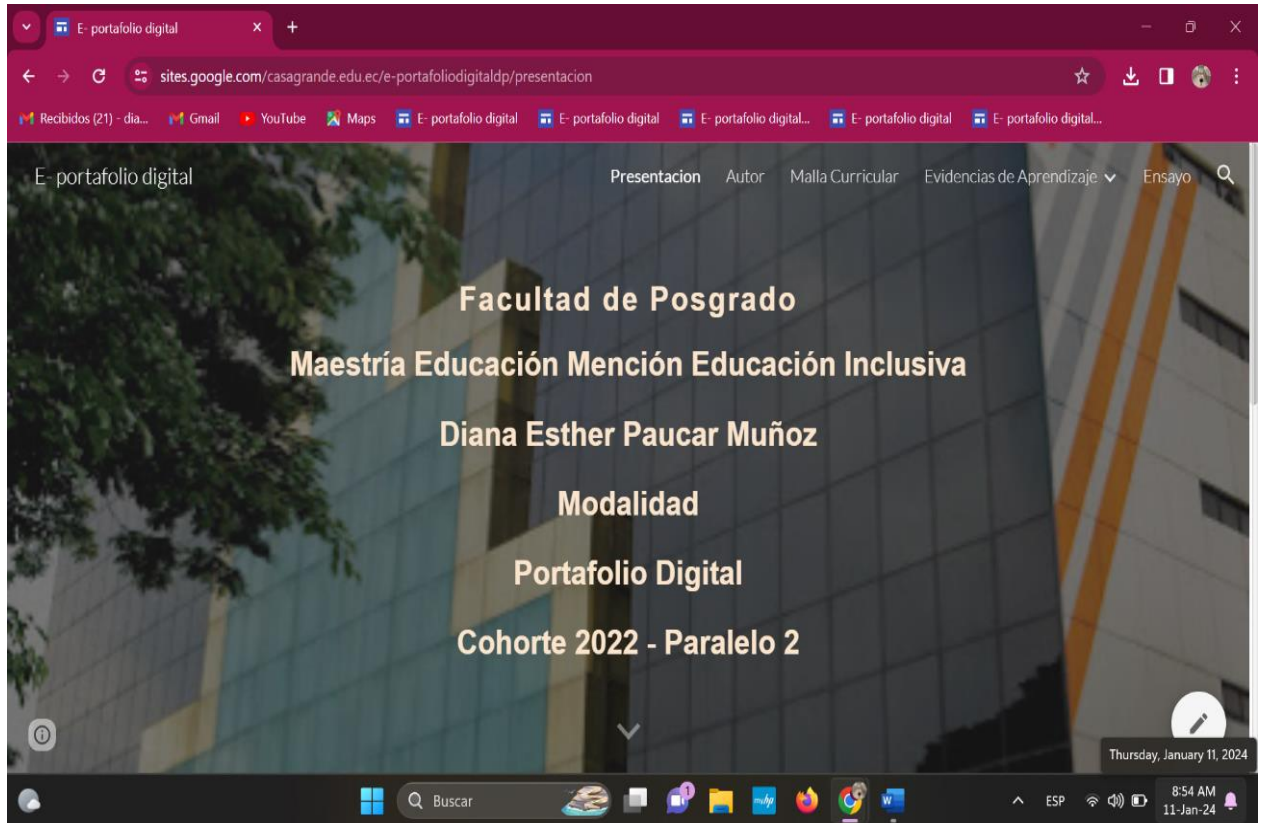 E- portafolio digital
sites.google.com/casagrande.edu.ec/e-portafoliodigitaldp/presentacion
Recibidos (21) - dia... Gmail YouTube Maps E- portafolio digital E- portafolio digital E- portafolio digital... E- portafolio digital E- portafolio digital...
E- portafolio digital Presentacion Autor Malla Curricular Evidencias de Aprendizaje Ensayo
Facultad de Posgrado
Maestría Educación Mención Educación Inclusiva
Diana Esther Paucar Muñoz
Modalidad
Portafolio Digital
Cohorte 2022 - Paralelo 2
Thursday, January 11, 2024
Buscar 1 myhp W ESP 8:54 AM
11-Jan-24